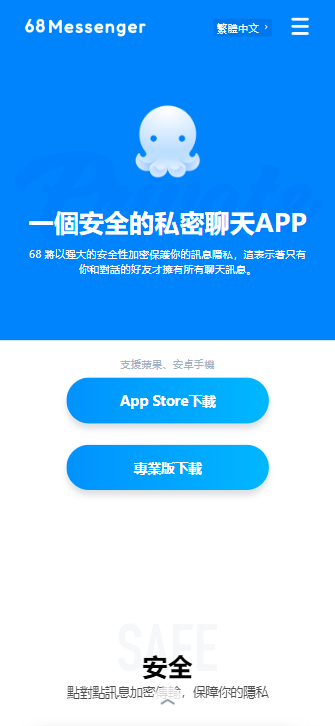 68 Messenger
繁體中文
Private
一個安全的私密聊天APP
68 將以强大的安全性加密保護你的訊息隱私，這表示着只有
你和對話的好友才擁有所有聊天訊息。
支援蘋果、安卓手機
App Store下載
專業版下載
SAFE
安全
點對點訊息加密傳輸，保障你的隱私